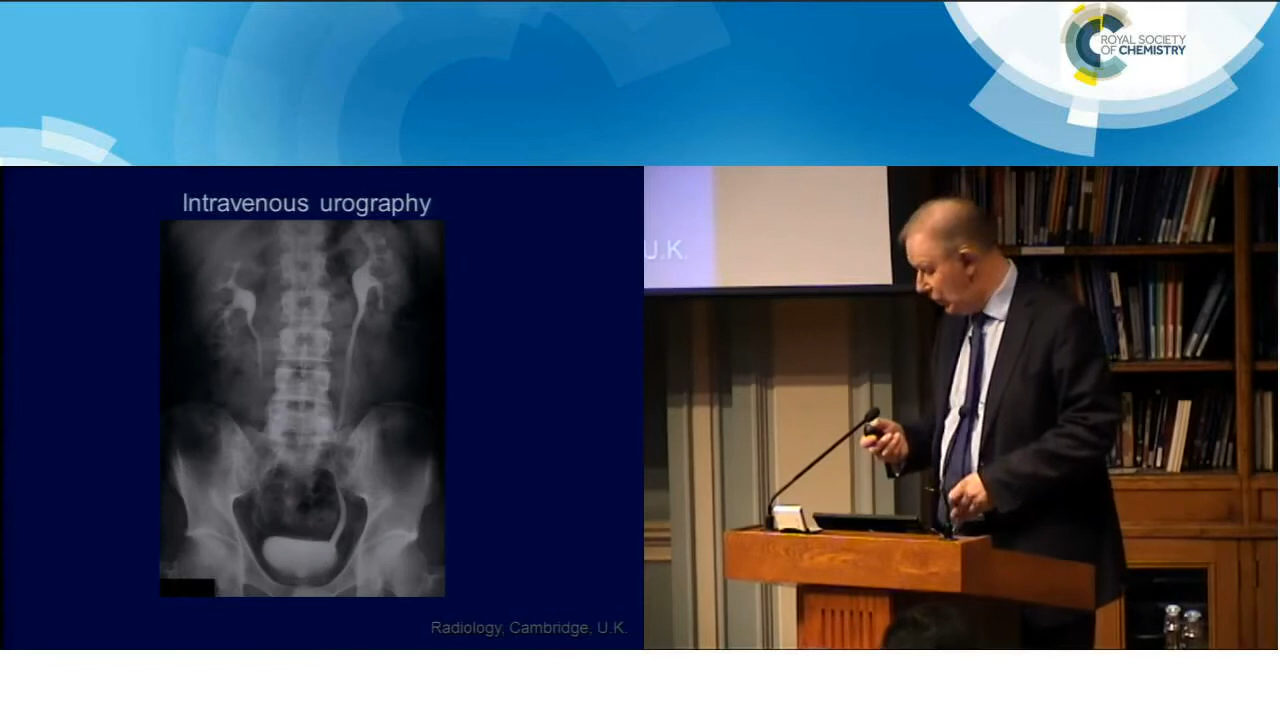 ROYAL SOCIETY
OF CHEMISTRY
Intravenous urography
U.K.
Radiology, Cambridge, U.K.